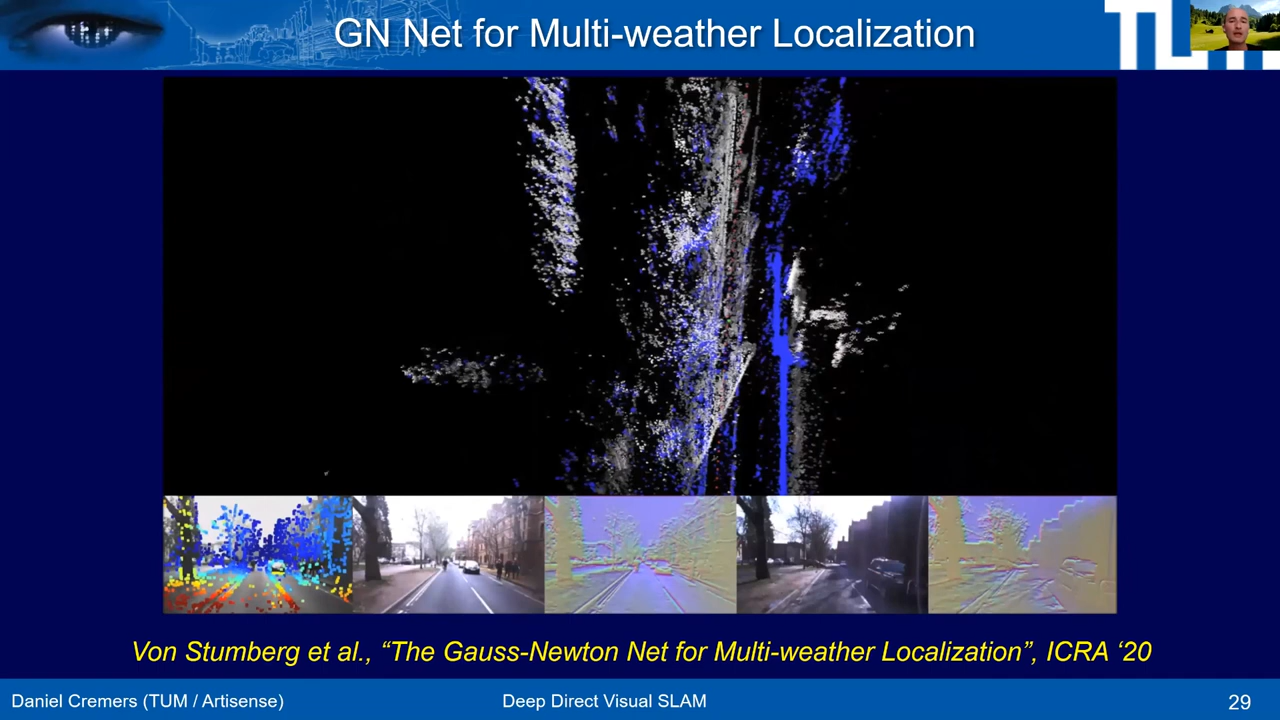 GN Net for Multi-weather Localization
Von Stumberg et al., “The Gauss-Newton Net for Multi-weather Localization”, ICRA ‘20
Daniel Cremers (TUM / Artisense)
Deep Direct Visual SLAM
29